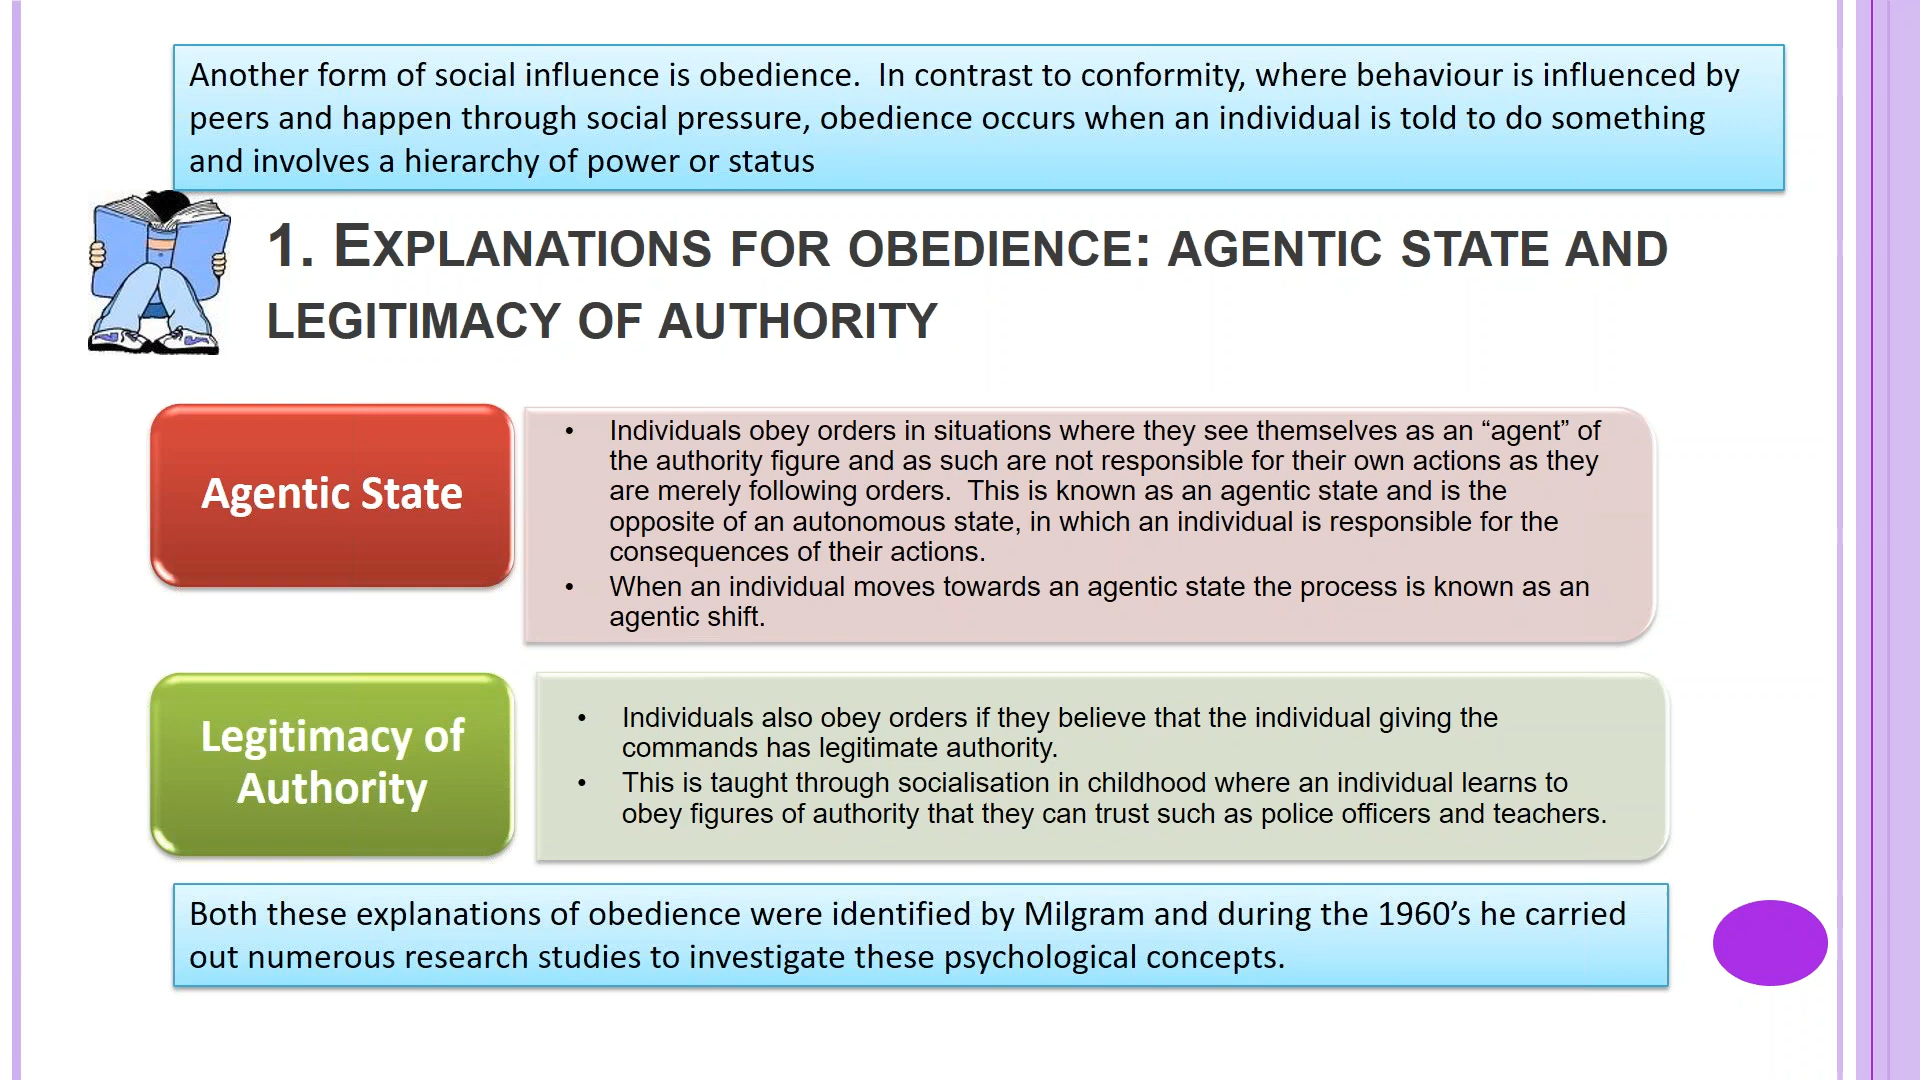 Another form of social influence is obedience.  In contrast to conformity, where behaviour is influenced by
peers and happen through social pressure, obedience occurs when an individual is told to do something
and involves a hierarchy of power or status
1. Explanations for obedience: agentic state and
legitimacy of authority
Agentic State
• Individuals obey orders in situations where they see themselves as an “agent” of
the authority figure and as such are not responsible for their own actions as they
are merely following orders.  This is known as an agentic state and is the
opposite of an autonomous state, in which an individual is responsible for the
consequences of their actions.
• When an individual moves towards an agentic state the process is known as an
agentic shift.
Legitimacy of
Authority
• Individuals also obey orders if they believe that the individual giving the
commands has legitimate authority.
• This is taught through socialisation in childhood where an individual learns to
obey figures of authority that they can trust such as police officers and teachers.
Both these explanations of obedience were identified by Milgram and during the 1960’s he carried
out numerous research studies to investigate these psychological concepts.